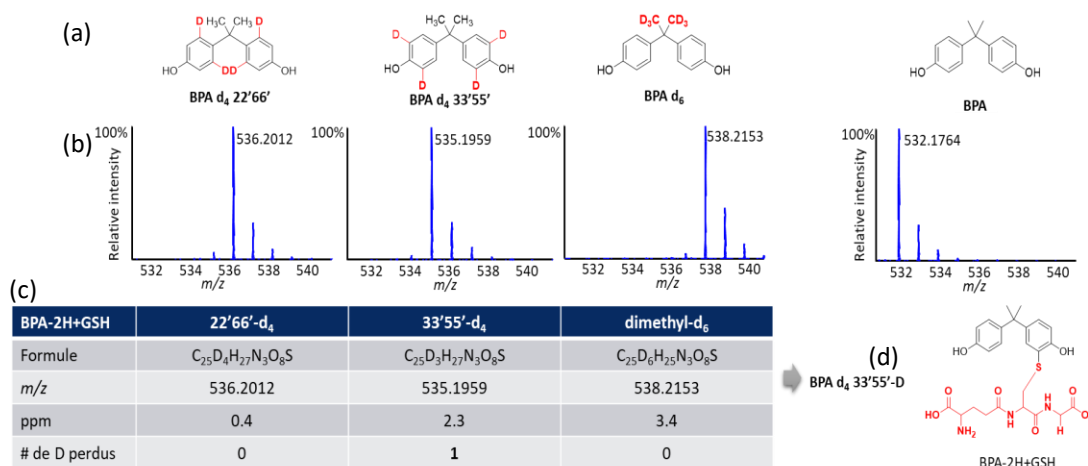 (a)
D H₃C CH₃ D
HO D D OH
BPA d₄ 22'66'
H₃C CH₃
D D
HO D D OH
BPA d₄ 33'55'
D₃C CD₃
HO OH
BPA d₆
HO OH
BPA
(b)
100% 536.2012
Relative intensity
532 534 536 538 540
m/z
100% 535.1959
532 534 536 538 540
m/z
100% 538.2153
532 534 536 538 540
m/z
100% 532.1764
Relative intensity
532 534 536 538 540
m/z
(c)
BPA-2H+GSH 22'66'-d₄ 33'55'-d₄ dimethyl-d₆
Formule C₂₅D₄H₂₇N₃O₈S C₂₅D₃H₂₇N₃O₈S C₂₅D₆H₂₅N₃O₈S
m/z 536.2012 535.1959 538.2153
ppm 0.4 2.3 3.4
# de D perdus 0 1 0
BPA d₄ 33'55'-D
(d)
HO OH
S
O O H O
HO N N O
NH₂ H O H
BPA-2H+GSH